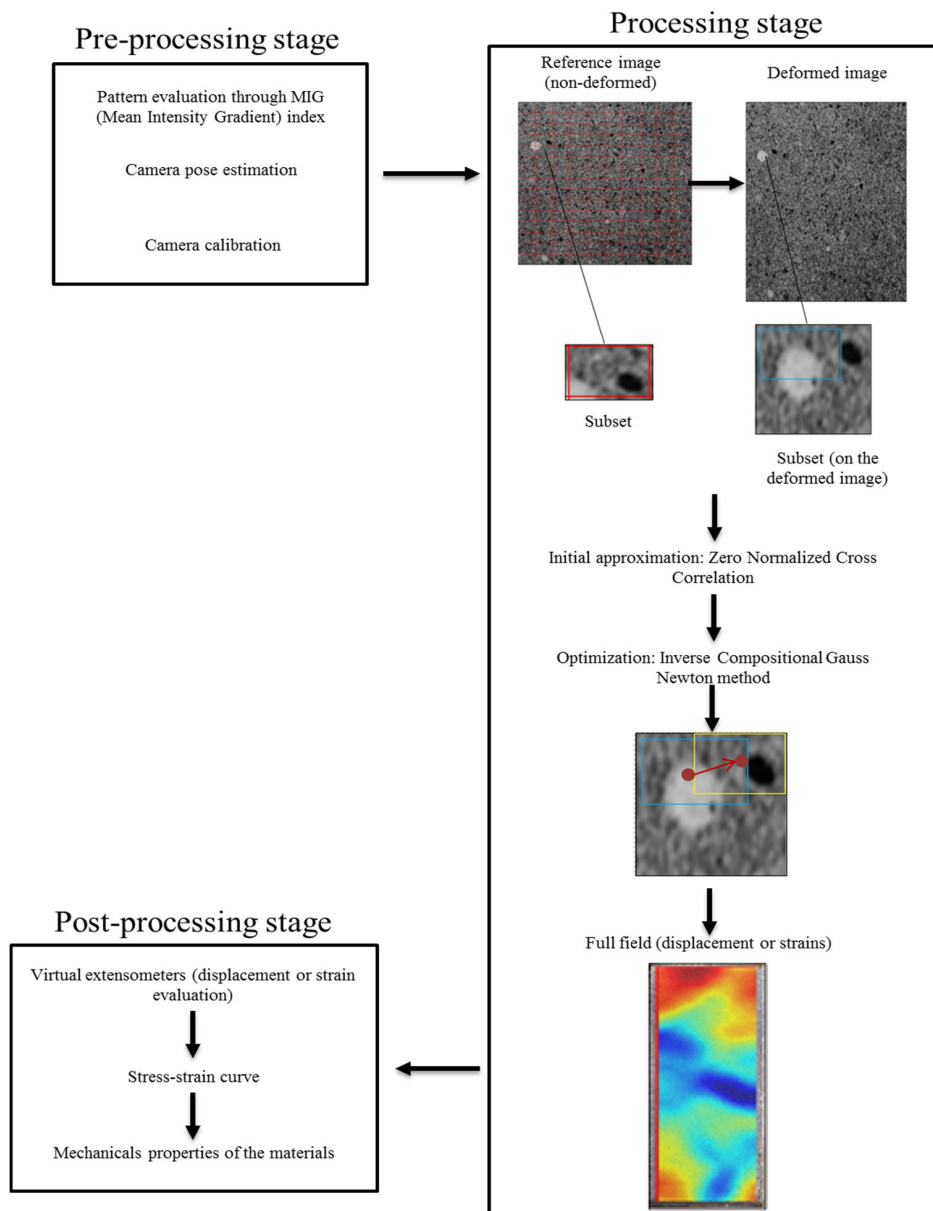 Pre-processing stage
Pattern evaluation through MIG
(Mean Intensity Gradient) index
Camera pose estimation
Camera calibration
Processing stage
Reference image
(non-deformed)
Deformed image
Subset
Subset (on the
deformed image)
Initial approximation: Zero Normalized Cross
Correlation
Optimization: Inverse Compositional Gauss
Newton method
Full field (displacement or strains)
Post-processing stage
Virtual extensometers (displacement or strain
evaluation)
Stress-strain curve
Mechanicals properties of the materials